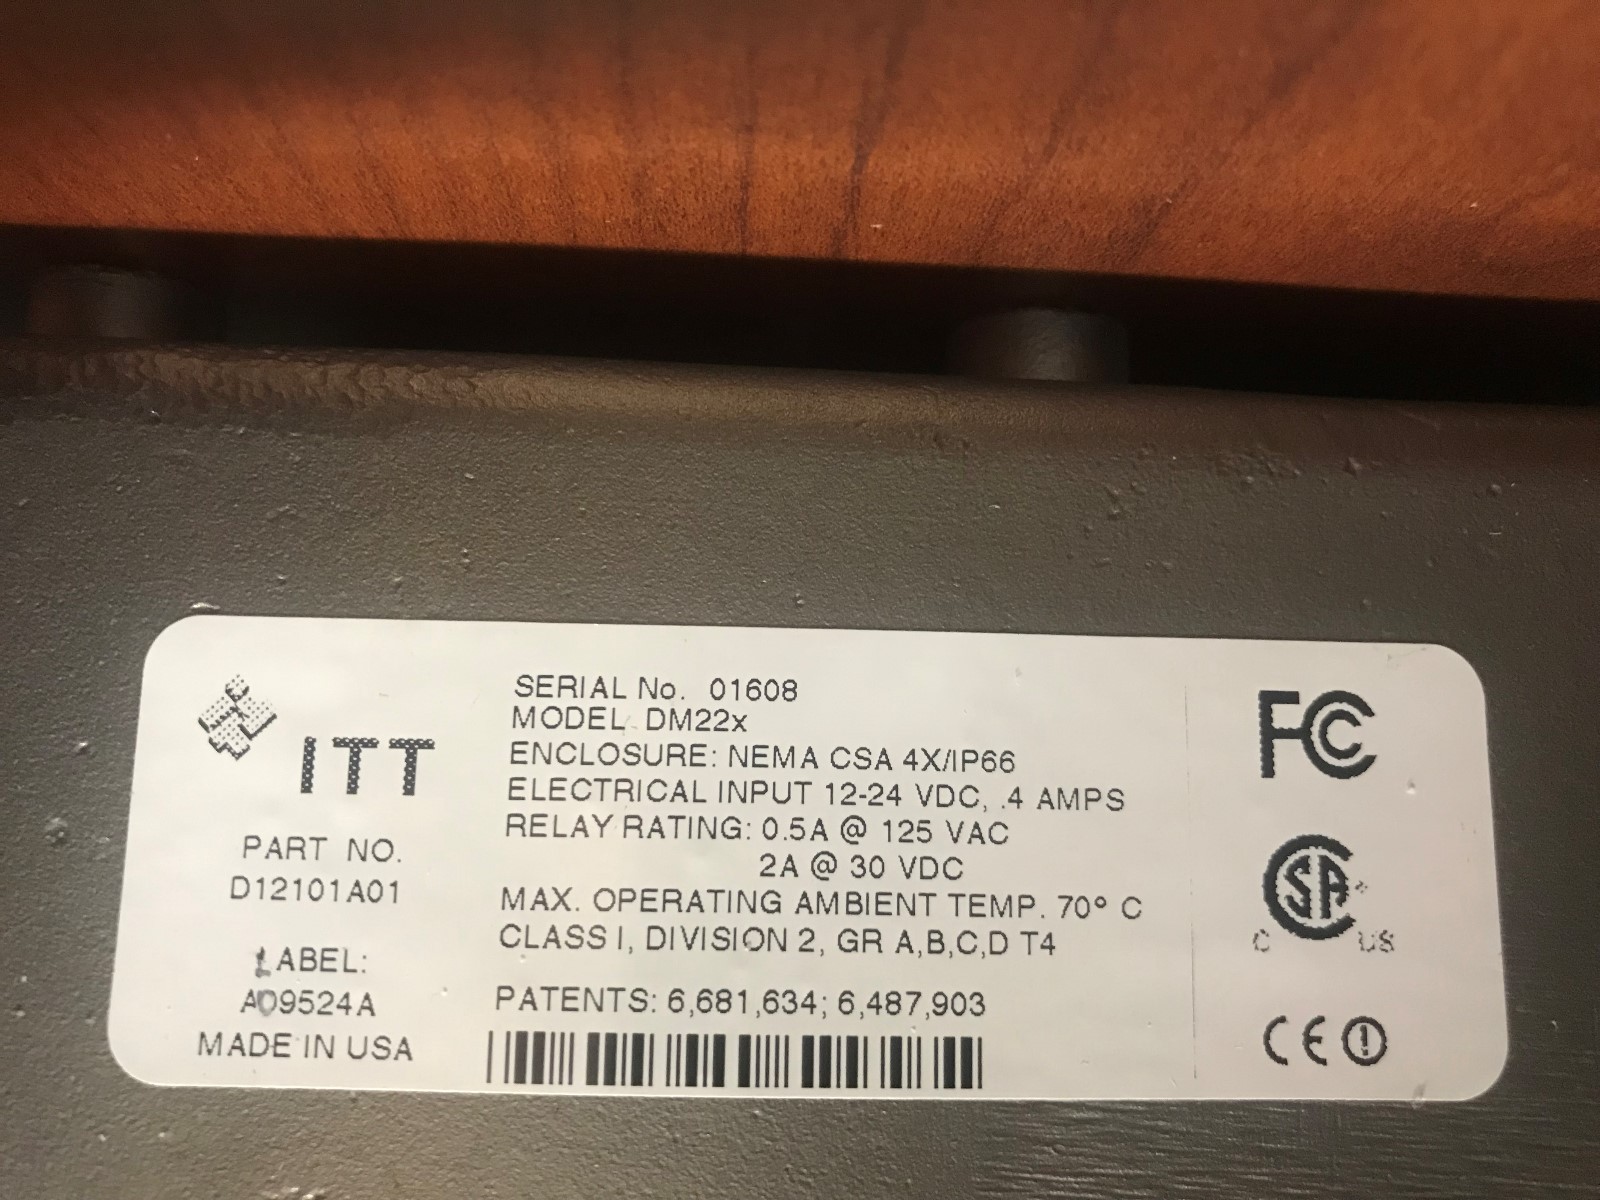 ITT
PART NO.
D12101A01
LABEL:
A09524A
MADE IN USA
SERIAL No. 01608
MODEL DM22x
ENCLOSURE: NEMA CSA 4X/IP66
ELECTRICAL INPUT 12-24 VDC, .4 AMPS
RELAY RATING: 0.5A @ 125 VAC
2A @ 30 VDC
MAX. OPERATING AMBIENT TEMP. 70° C
CLASS I, DIVISION 2, GR A,B,C,D T4
PATENTS: 6,681,634; 6,487,903
FC
CSA
C US
CE